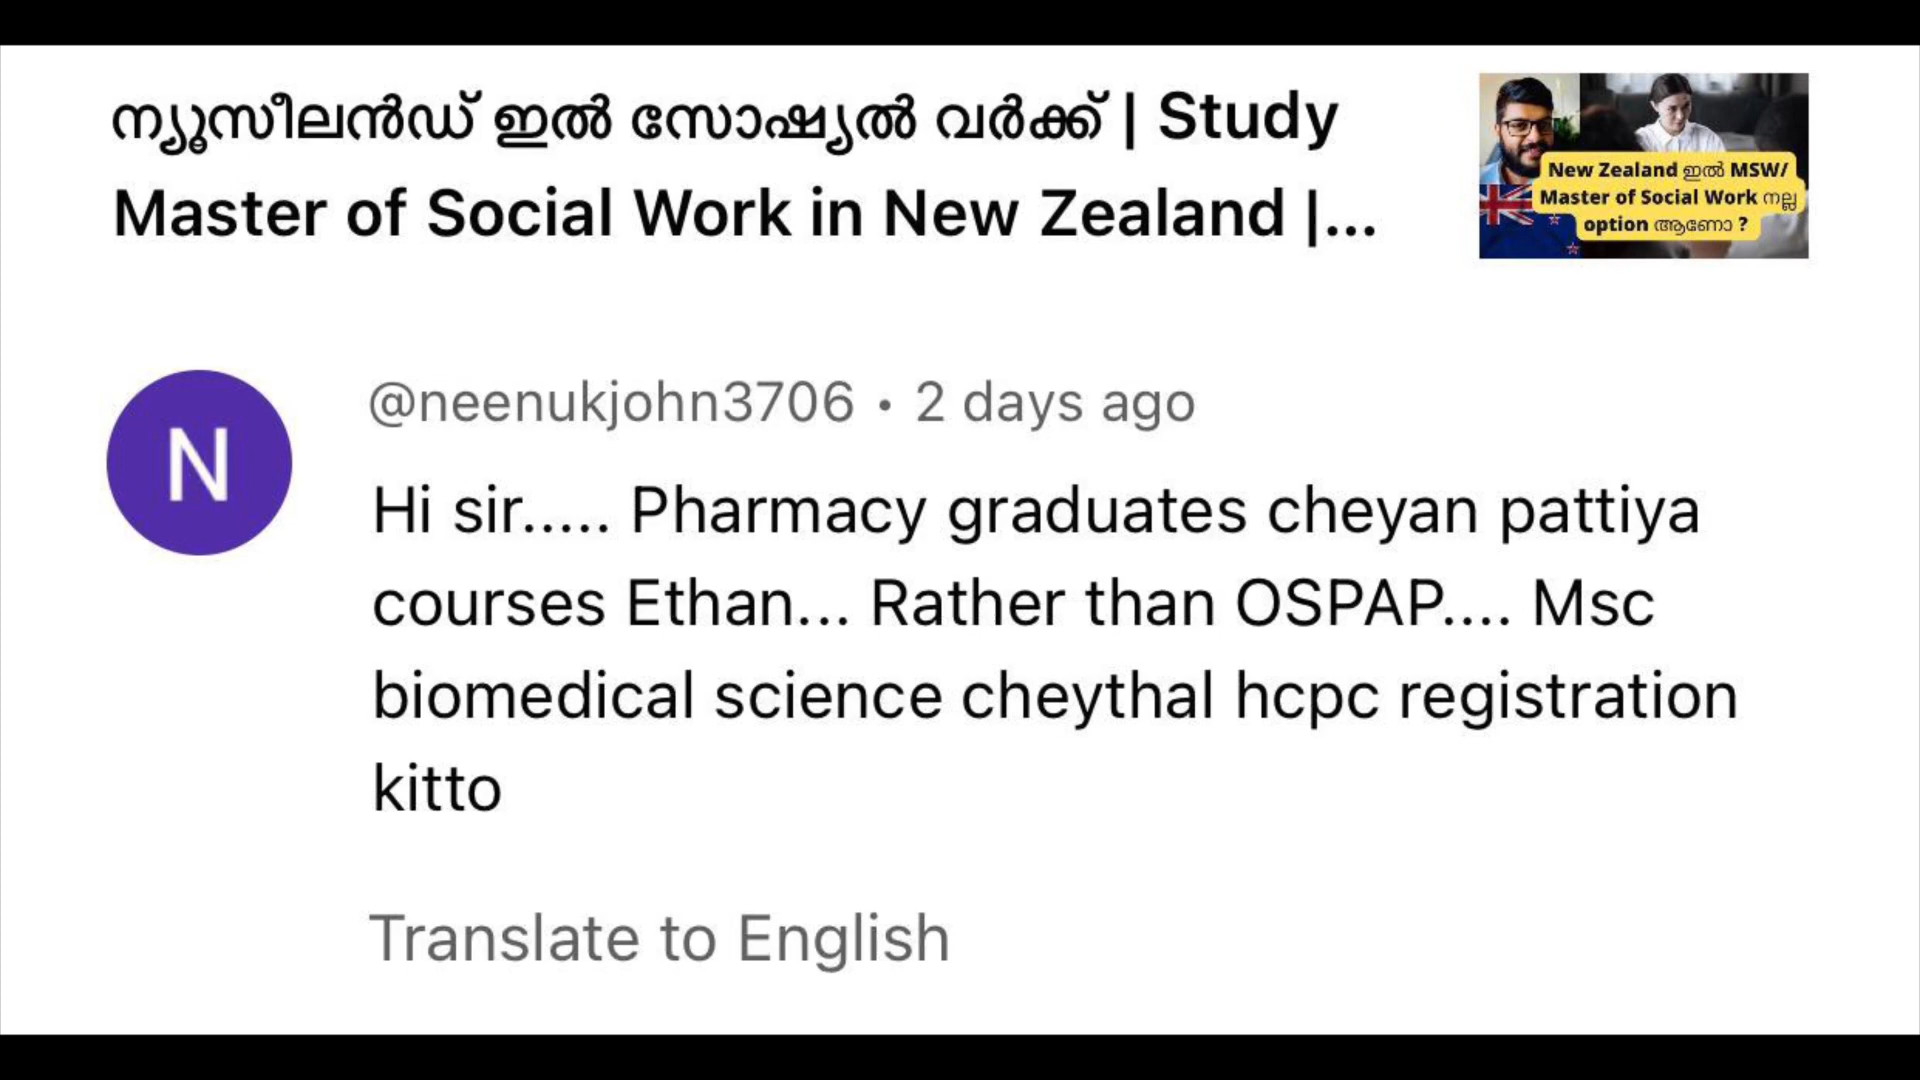 ന്യൂസീലൻഡ് ഇൽ സോഷ്യൽ വർക്ക് | Study
Master of Social Work in New Zealand |...
New Zealand ഇൽ MSW/
Master of Social Work നല്ല
option ആണോ ?
N
@neenukjohn3706 • 2 days ago
Hi sir..... Pharmacy graduates cheyan pattiya
courses Ethan... Rather than OSPAP.... Msc
biomedical science cheythal hcpc registration
kitto
Translate to English